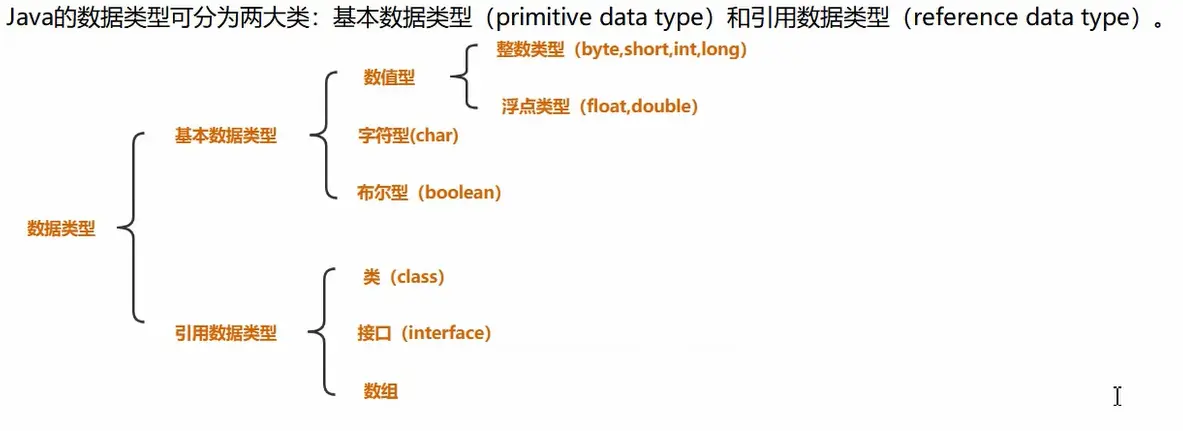 Java的数据类型可分为两大类：基本数据类型（primitive data type）和引用数据类型（reference data type）。
整数类型（byte,short,int,long）
数值型
浮点类型（float,double）
基本数据类型
字符型(char)
布尔型（boolean）
数据类型
类（class）
引用数据类型
接口（interface）
数组